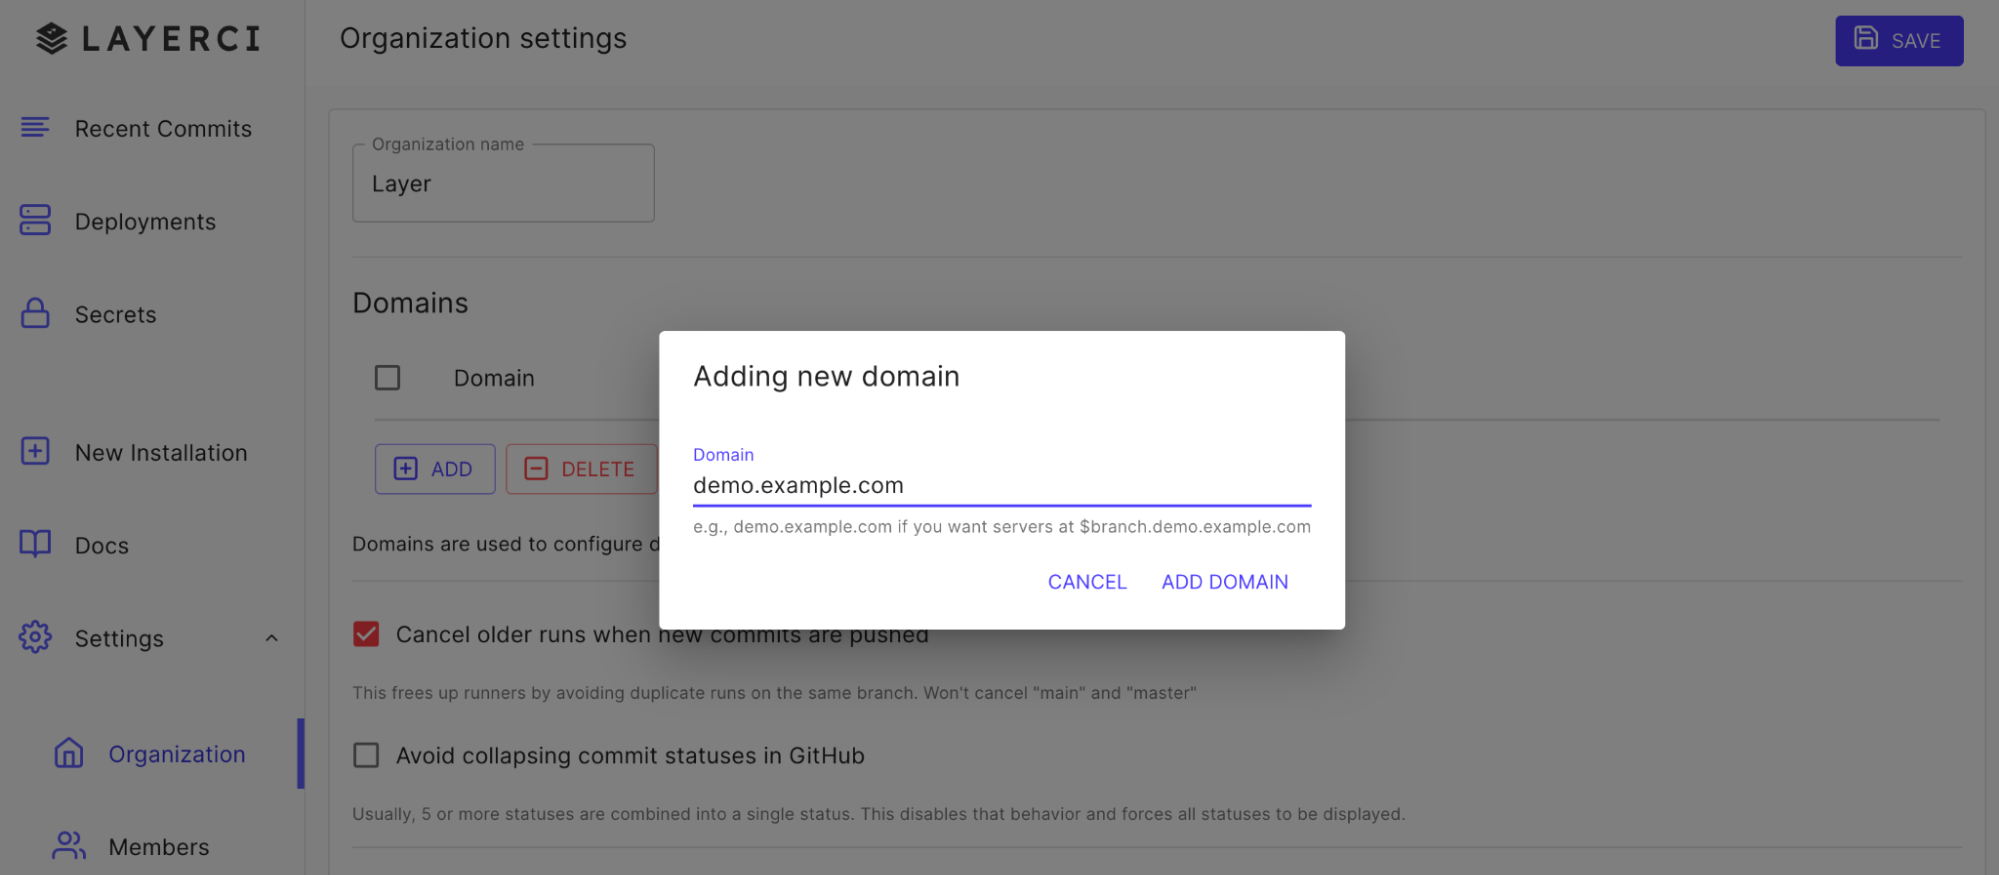 LAYERCI
Organization settings
SAVE
Recent Commits
Deployments
Secrets
New Installation
Docs
Settings
Organization
Members
Organization name
Layer
Domains
Domain
ADD
DELETE
Domains are used to configure d
Cancel older runs when new commits are pushed
This frees up runners by avoiding duplicate runs on the same branch. Won't cancel "main" and "master"
Avoid collapsing commit statuses in GitHub
Usually, 5 or more statuses are combined into a single status. This disables that behavior and forces all statuses to be displayed.
Adding new domain
Domain
demo.example.com
e.g., demo.example.com if you want servers at $branch.demo.example.com
CANCEL
ADD DOMAIN